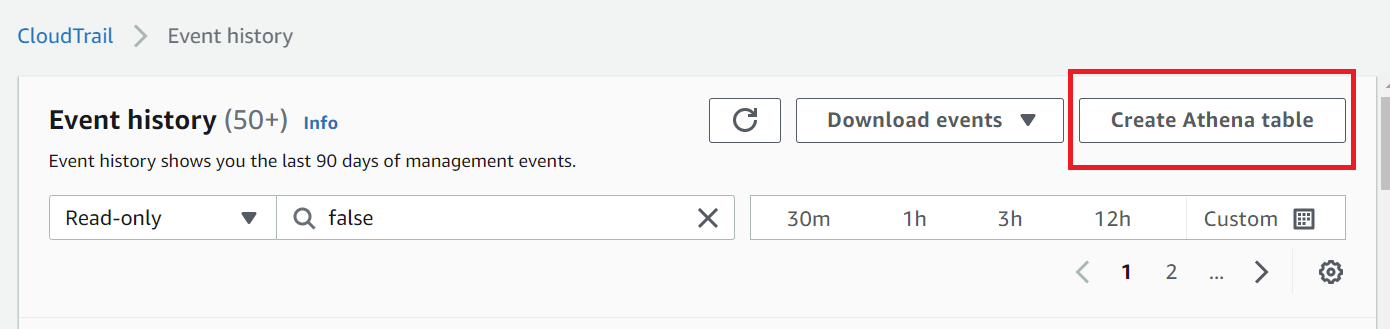 CloudTrail > Event history
Event history (50+) Info
Download events
Create Athena table
Event history shows you the last 90 days of management events.
Read-only
false
30m 1h 3h 12h Custom
1 2 ...